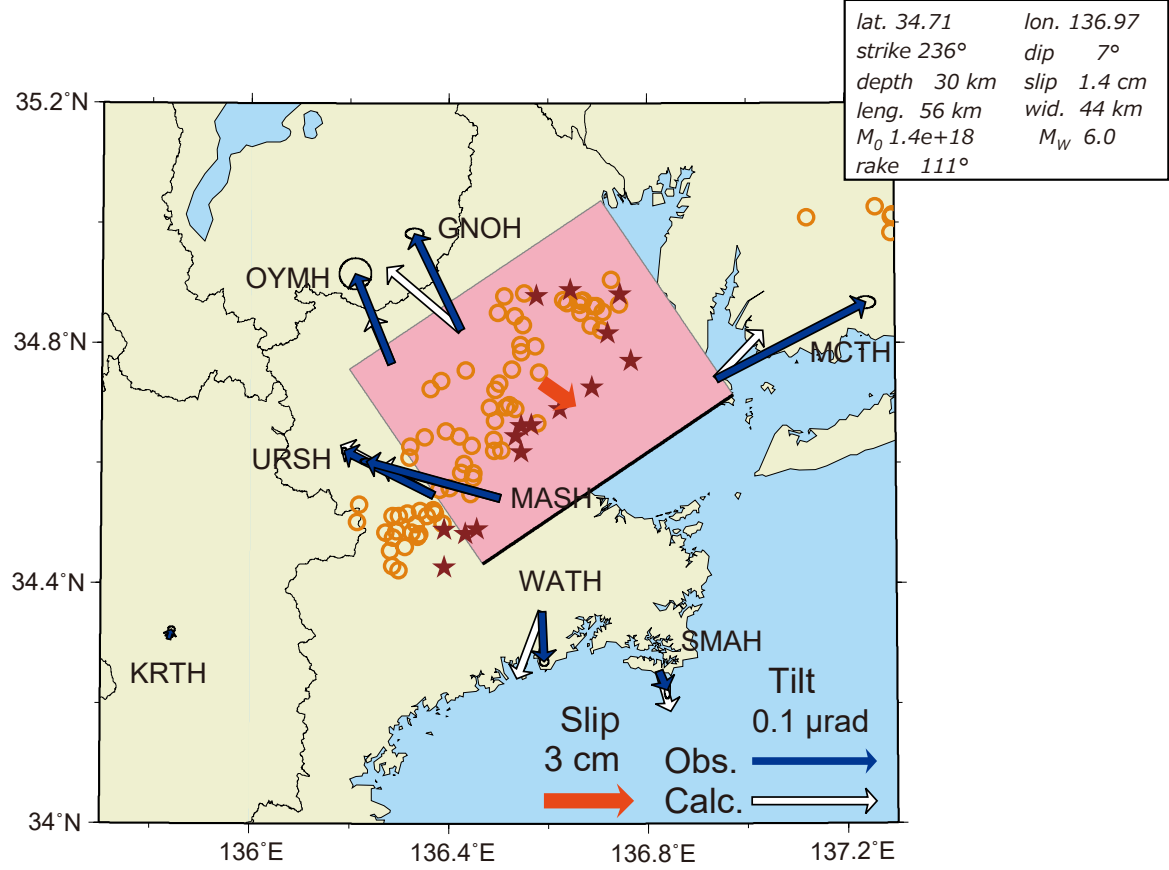 lat. 34.71 lon. 136.97
strike 236° dip 7°
depth 30 km slip 1.4 cm
leng. 56 km wid. 44 km
M0 1.4e+18 MW 6.0
rake 111°
35.2˚N
GNOH
OYMH
34.8˚N
MCTH
URSH
MASH
34.4˚N
WATH
SMAH
KRTH
Tilt
Slip 0.1 μrad
3 cm Obs.
Calc.
34˚N
136˚E 136.4˚E 136.8˚E 137.2˚E